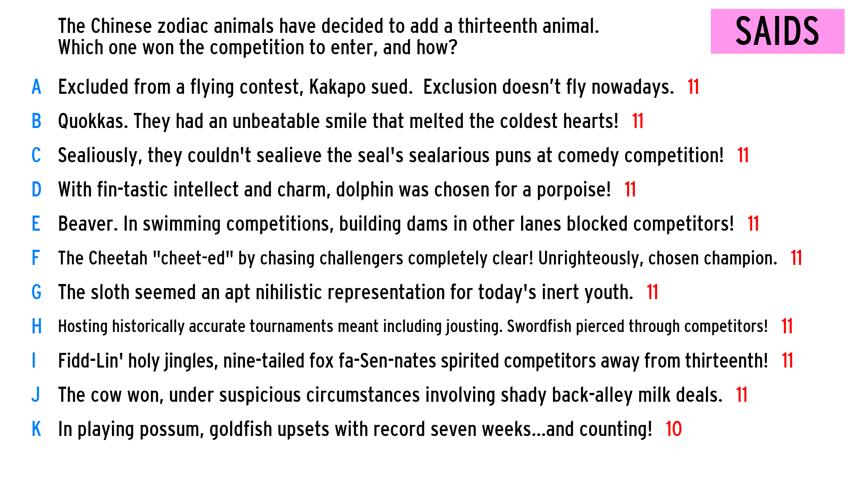 The Chinese zodiac animals have decided to add a thirteenth animal.
Which one won the competition to enter, and how?
SAIDS
A Excluded from a flying contest, Kakapo sued. Exclusion doesn't fly nowadays. 11
B Quokkas. They had an unbeatable smile that melted the coldest hearts! 11
C Sealiously, they couldn't sealieve the seal's sealarious puns at comedy competition! 11
D With fin-tastic intellect and charm, dolphin was chosen for a porpoise! 11
E Beaver. In swimming competitions, building dams in other lanes blocked competitors! 11
F The Cheetah "cheet-ed" by chasing challengers completely clear! Unrighteously, chosen champion. 11
G The sloth seemed an apt nihilistic representation for today's inert youth. 11
H Hosting historically accurate tournaments meant including jousting. Swordfish pierced through competitors! 11
I Fidd-Lin' holy jingles, nine-tailed fox fa-Sen-nates spirited competitors away from thirteenth! 11
J The cow won, under suspicious circumstances involving shady back-alley milk deals. 11
K In playing possum, goldfish upsets with record seven weeks...and counting! 10